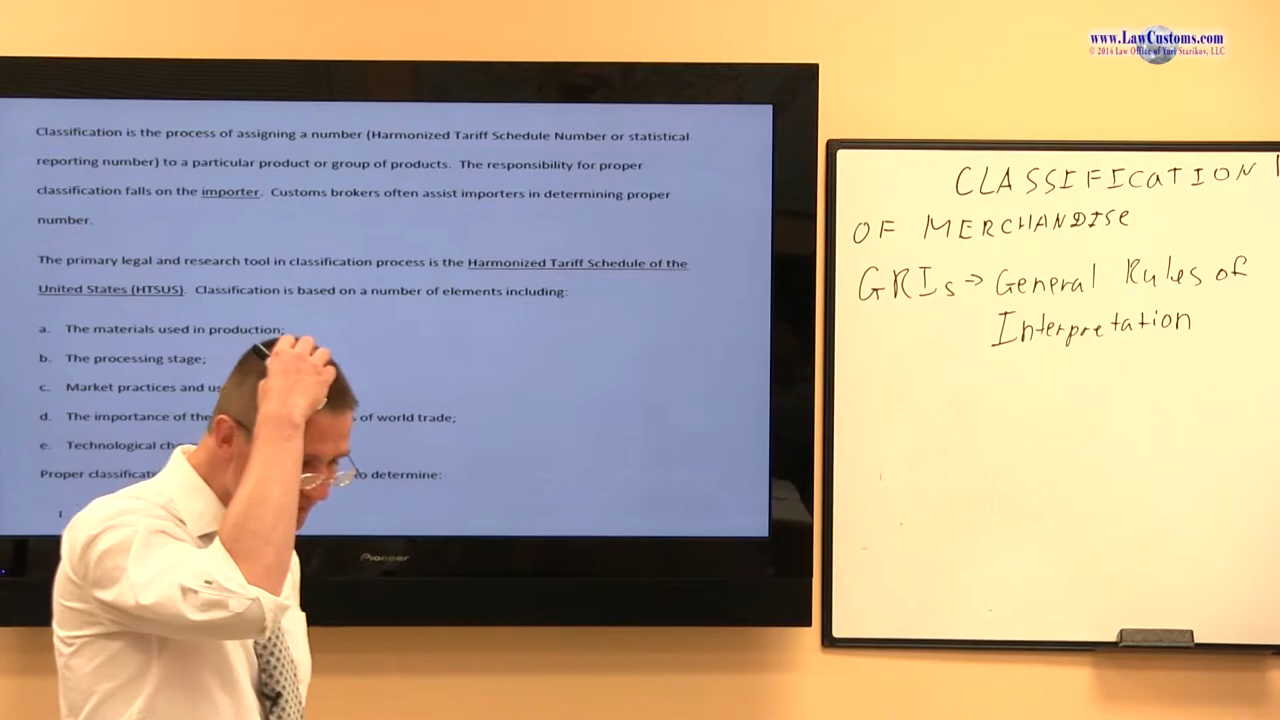 www.LawCustoms.com
© 2014 Law Office of Yuri Starikov, LLC
Classification is the process of assigning a number (Harmonized Tariff Schedule Number or statistical
reporting number) to a particular product or group of products. The responsibility for proper
classification falls on the importer. Customs brokers often assist importers in determining proper
number.
The primary legal and research tool in classification process is the Harmonized Tariff Schedule of the
United States (HTSUS). Classification is based on a number of elements including:
a. The materials used in production;
b. The processing stage;
c. Market practices and
d. The importance of the of world trade;
e. Technological
Proper to determine:
Pioneer
CLASSIFICATION
OF MERCHANDISE
GRIs → General Rules of
Interpretation